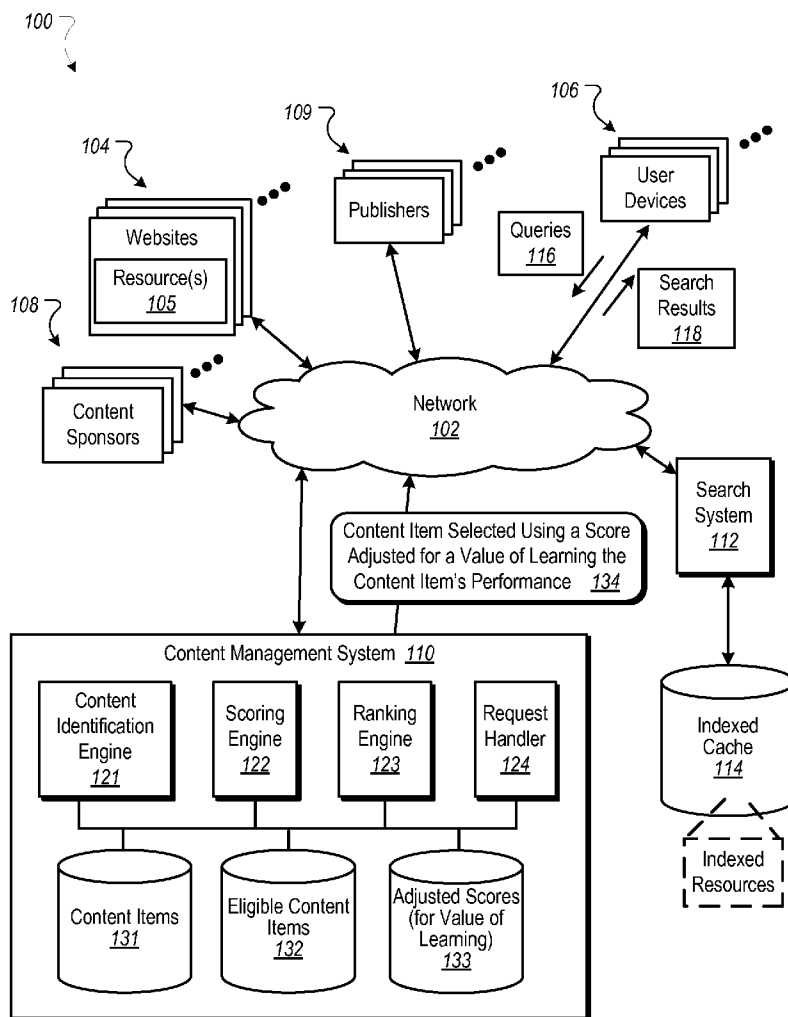 100
109
106
104
Publishers
User
Devices
Queries
116
Websites
Resource(s)
105
Search
Results
118
108
Content
Sponsors
Network
102
Search
System
112
Content Item Selected Using a Score
Adjusted for a Value of Learning the
Content Item's Performance 134
Content Management System 110
Content
Identification
Engine
121
Scoring
Engine
122
Ranking
Engine
123
Request
Handler
124
Indexed
Cache
114
Indexed
Resources
Content Items
131
Eligible Content
Items
132
Adjusted Scores
(for Value of
Learning)
133